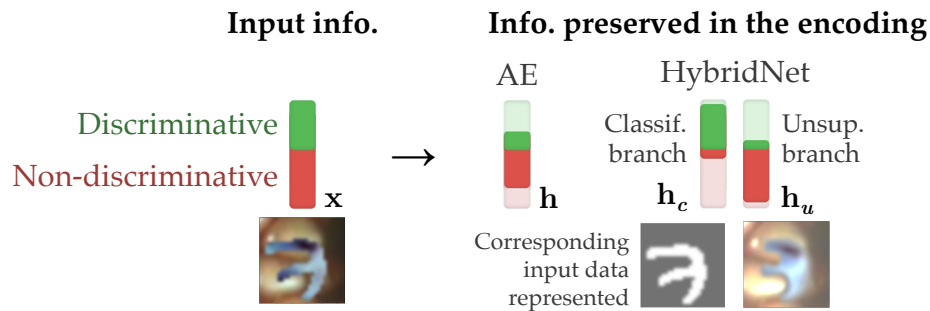 Input info.
Info. preserved in the encoding
AE
HybridNet
Discriminative
Non-discriminative
x
→
h
Classif.
branch
h_c
Unsup.
branch
h_u
Corresponding
input data
represented